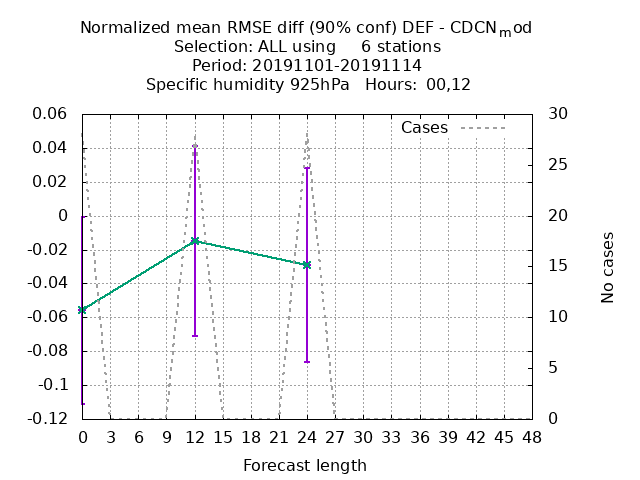 Normalized mean RMSE diff (90% conf) DEF - CDCNmod
Selection: ALL using 6 stations
Period: 20191101-20191114
Specific humidity 925hPa Hours: 00,12
Cases
0.06
0.04
0.02
0
-0.02
-0.04
-0.06
-0.08
-0.1
-0.12
30
25
20
15
10
5
0
No cases
0 3 6 9 12 15 18 21 24 27 30 33 36 39 42 45 48
Forecast length